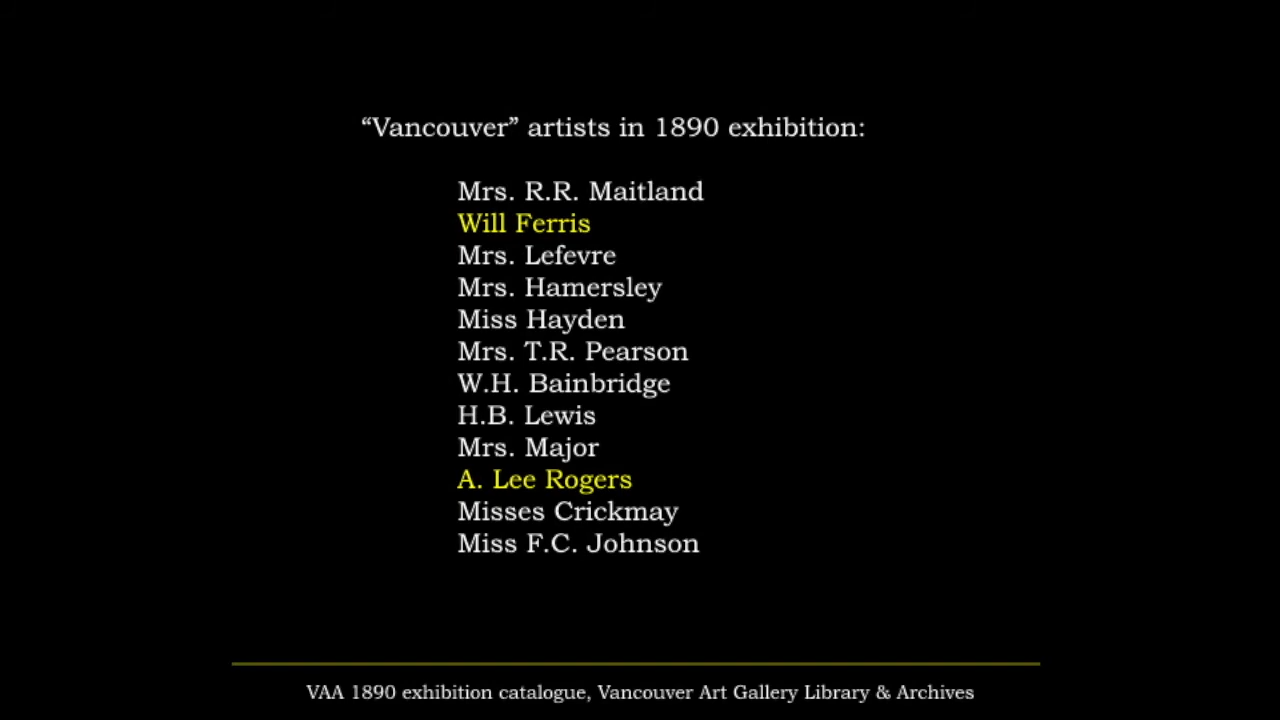 “Vancouver” artists in 1890 exhibition:
Mrs. R.R. Maitland
Will Ferris
Mrs. Lefevre
Mrs. Hamersley
Miss Hayden
Mrs. T.R. Pearson
W.H. Bainbridge
H.B. Lewis
Mrs. Major
A. Lee Rogers
Misses Crickmay
Miss F.C. Johnson
VAA 1890 exhibition catalogue, Vancouver Art Gallery Library & Archives